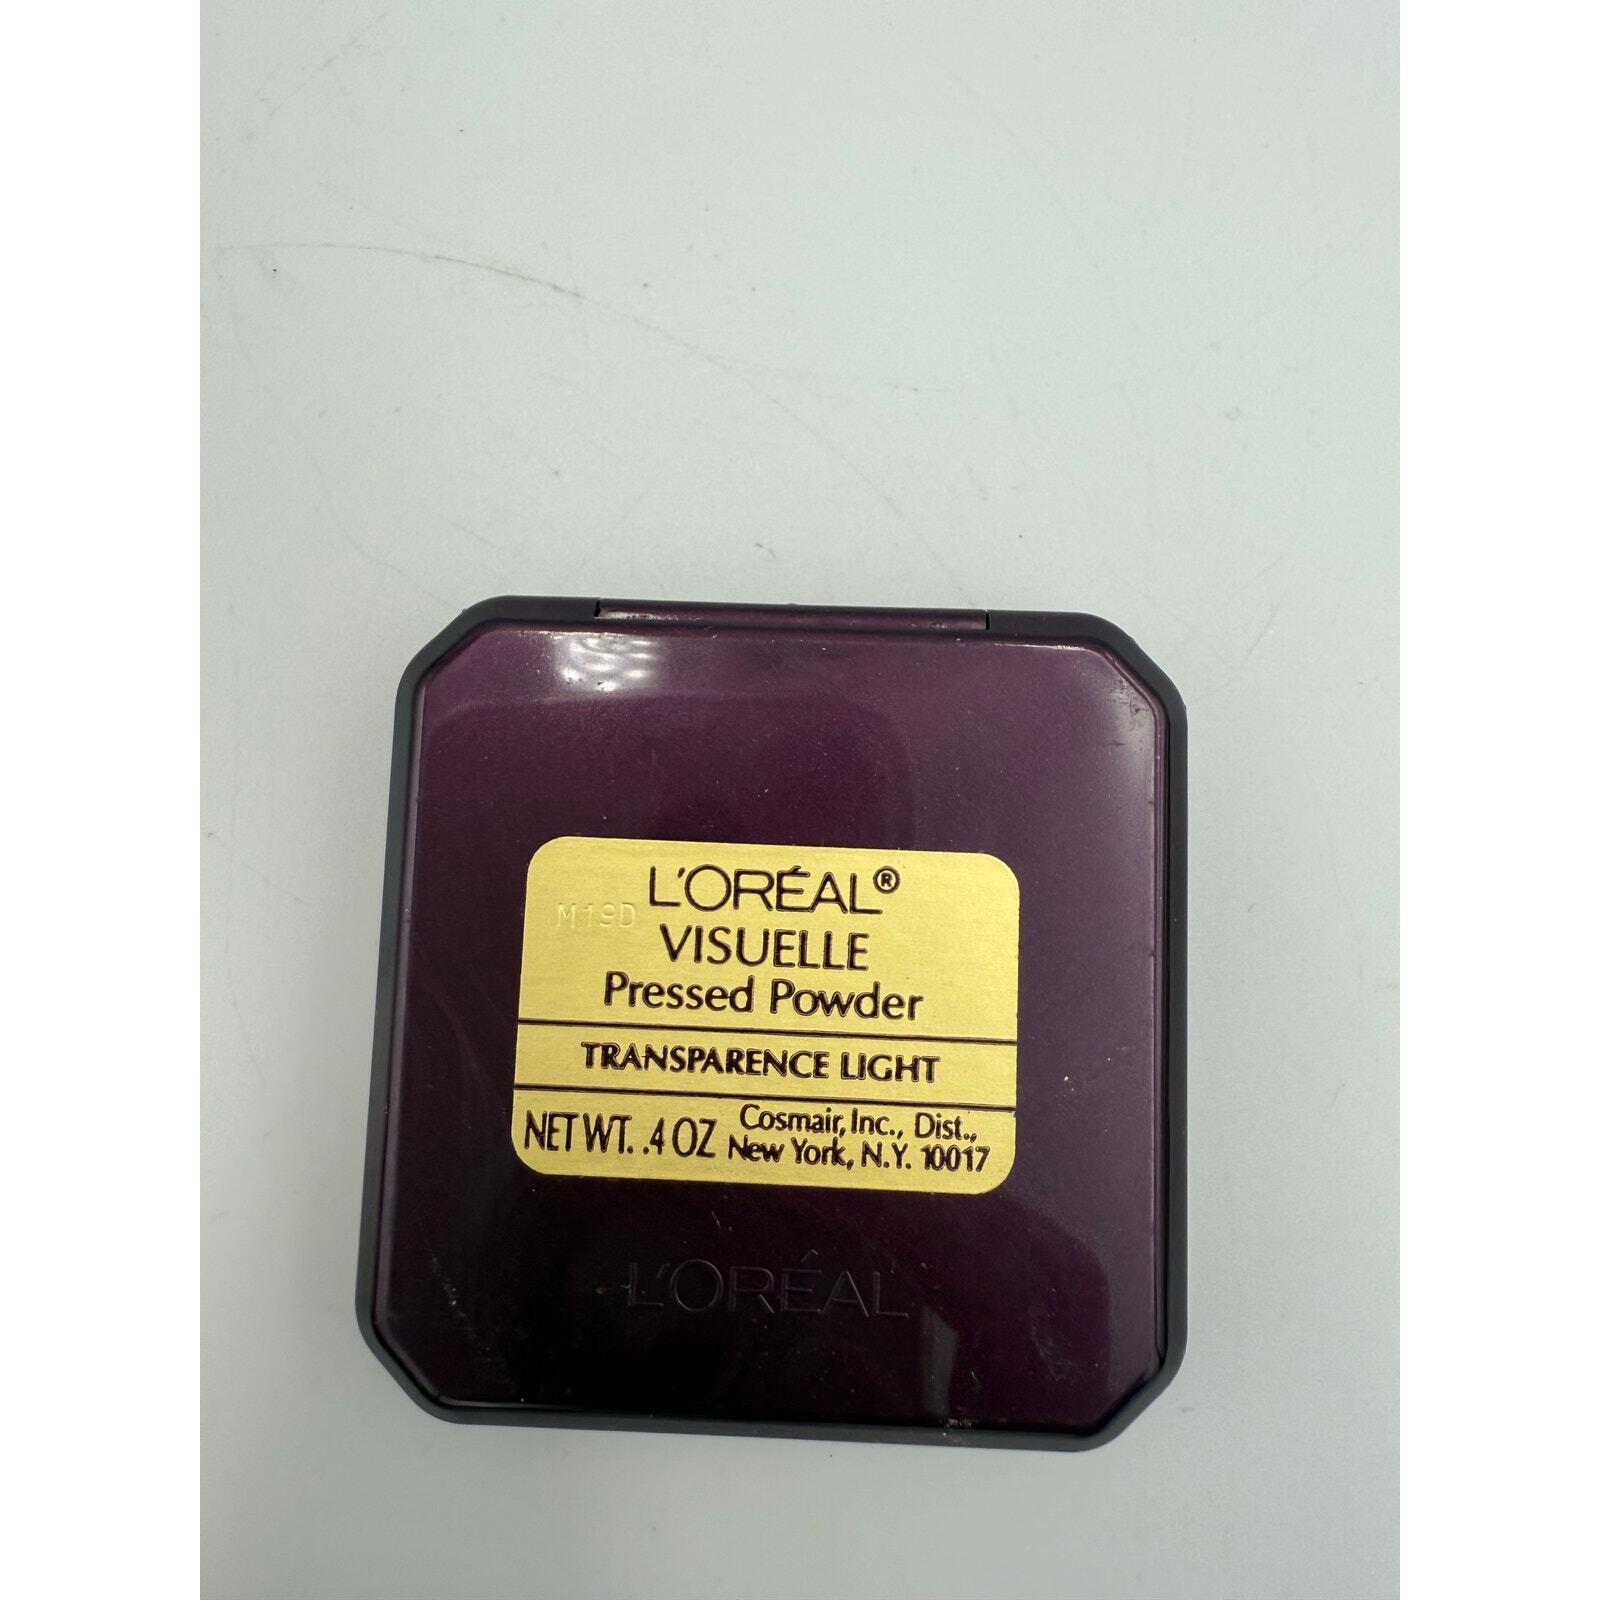 L'ORÉAL®
M19D
VISUELLE
Pressed Powder
TRANSPARENCE LIGHT
NET WT. .4 OZ
Cosmair, Inc., Dist.,
New York, N.Y. 10017
L'ORÉAL